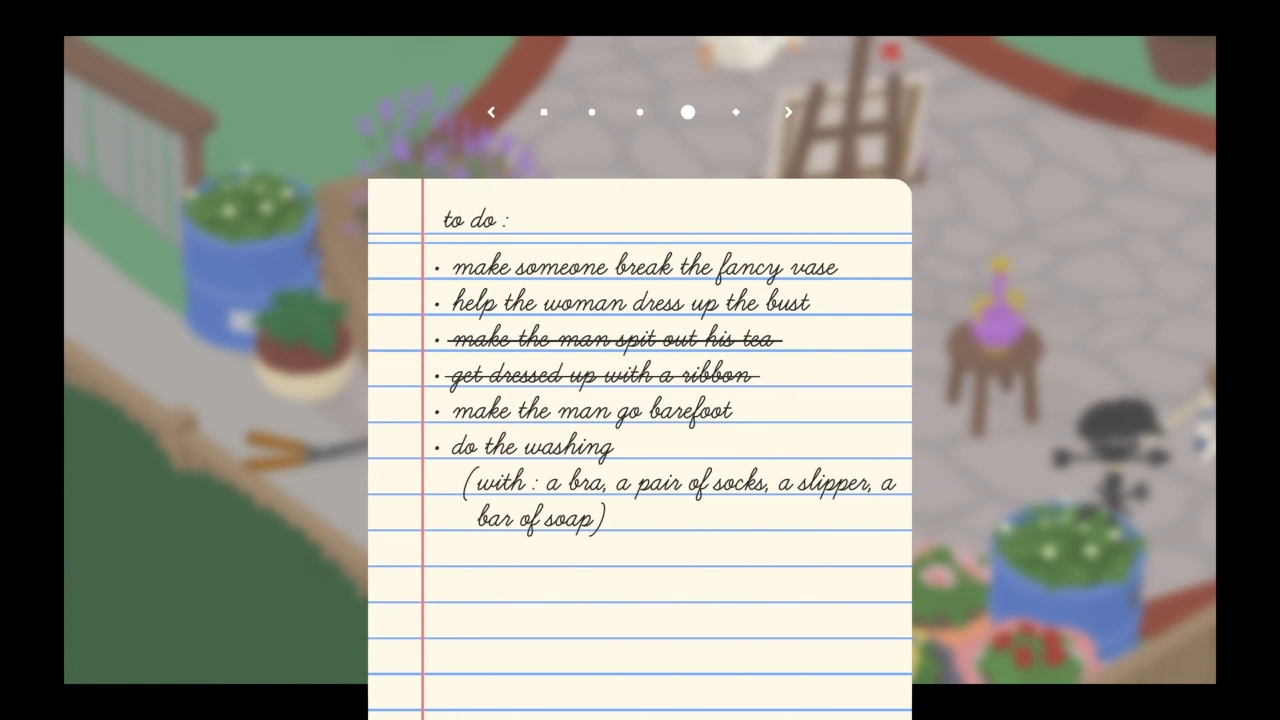 to do :
• make someone break the fancy vase
• help the woman dress up the bust
• make the man spit out his tea
• get dressed up with a ribbon
• make the man go barefoot
• do the washing
(with : a bra, a pair of socks, a slipper, a
bar of soap)